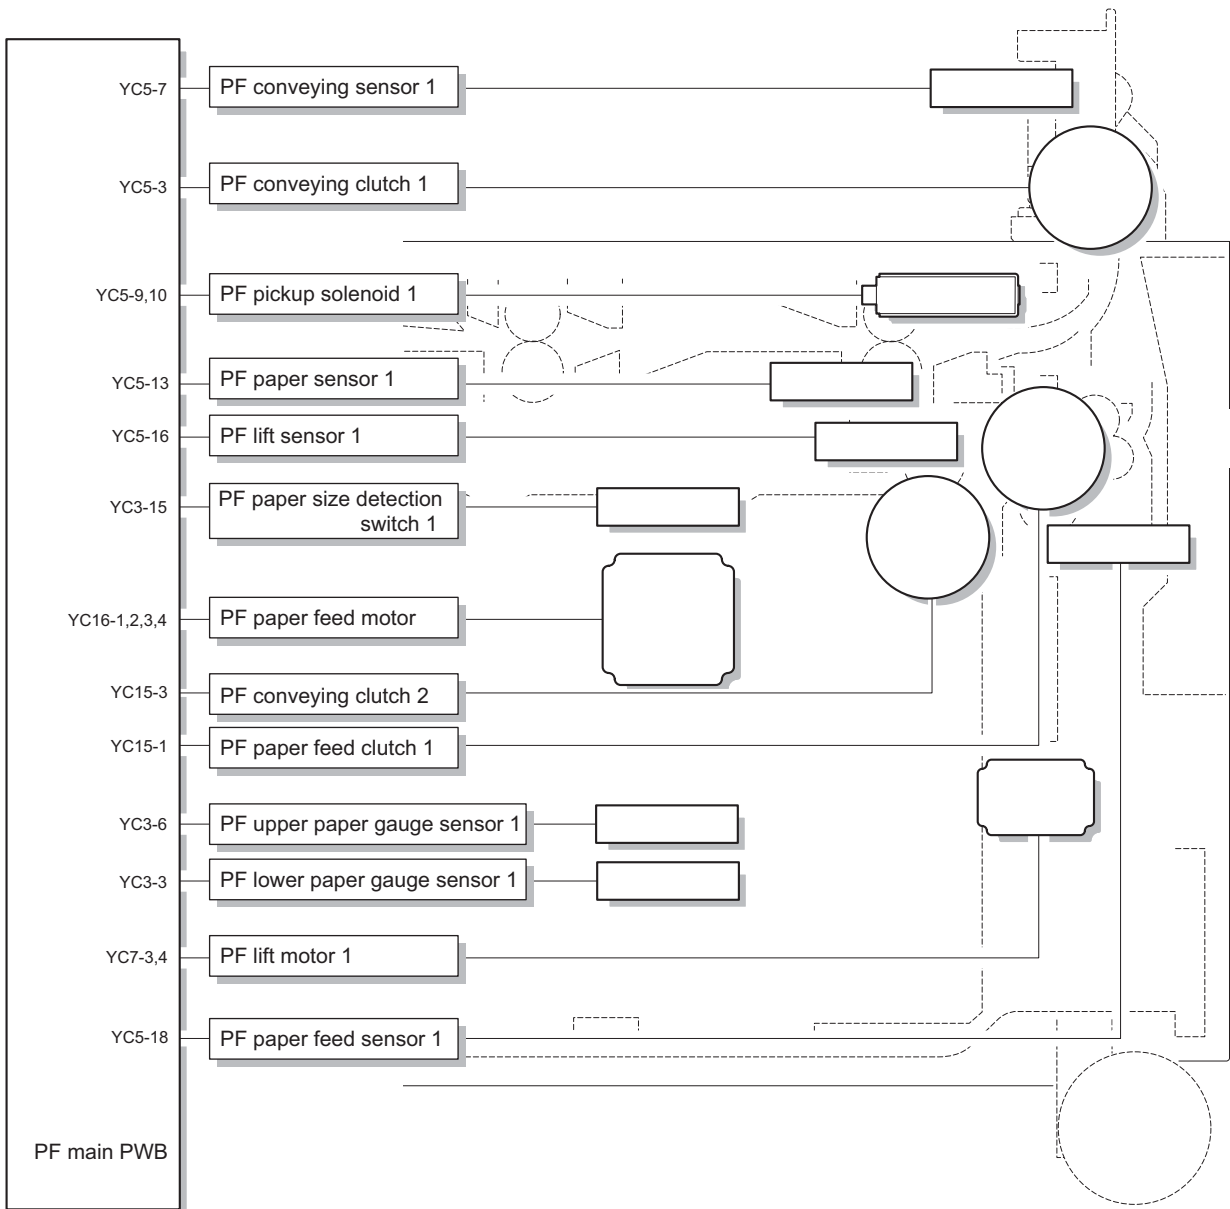 YC5-7 PF conveying sensor 1
YC5-3 PF conveying clutch 1
YC5-9,10 PF pickup solenoid 1
YC5-13 PF paper sensor 1
YC5-16 PF lift sensor 1
YC3-15 PF paper size detection
switch 1
YC16-1,2,3,4 PF paper feed motor
YC15-3 PF conveying clutch 2
YC15-1 PF paper feed clutch 1
YC3-6 PF upper paper gauge sensor 1
YC3-3 PF lower paper gauge sensor 1
YC7-3,4 PF lift motor 1
YC5-18 PF paper feed sensor 1
PF main PWB